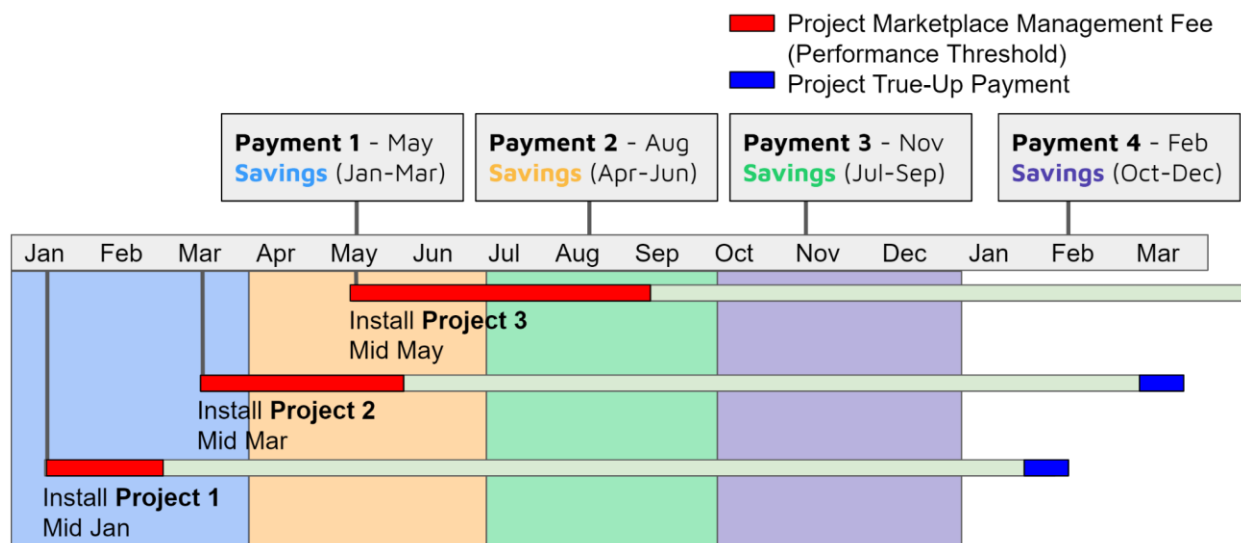 Project Marketplace Management Fee
(Performance Threshold)
Project True-Up Payment
Payment 1 - May
Savings (Jan-Mar)
Payment 2 - Aug
Savings (Apr-Jun)
Payment 3 - Nov
Savings (Jul-Sep)
Payment 4 - Feb
Savings (Oct-Dec)
Jan Feb Mar Apr May Jun Jul Aug Sep Oct Nov Dec Jan Feb Mar
Install Project 3
Mid May
Install Project 2
Mid Mar
Install Project 1
Mid Jan